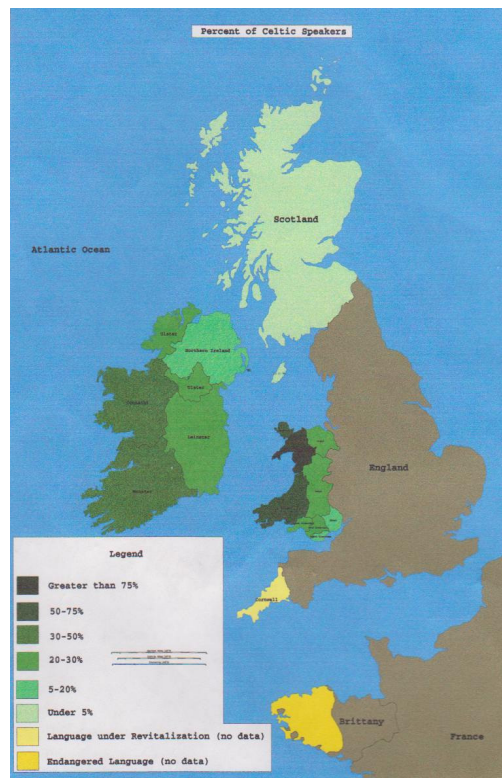 Percent of Celtic Speakers
Scotland
Atlantic Ocean
Ulster
Northern Ireland
Ulster
Connacht
Leinster
Munster
England
Legend
Greater than 75%
50-75%
30-50%
20-30%
5-20%
Under 5%
Language under Revitalization (no data)
Endangered Language (no data)
Cornwall
Brittany
France